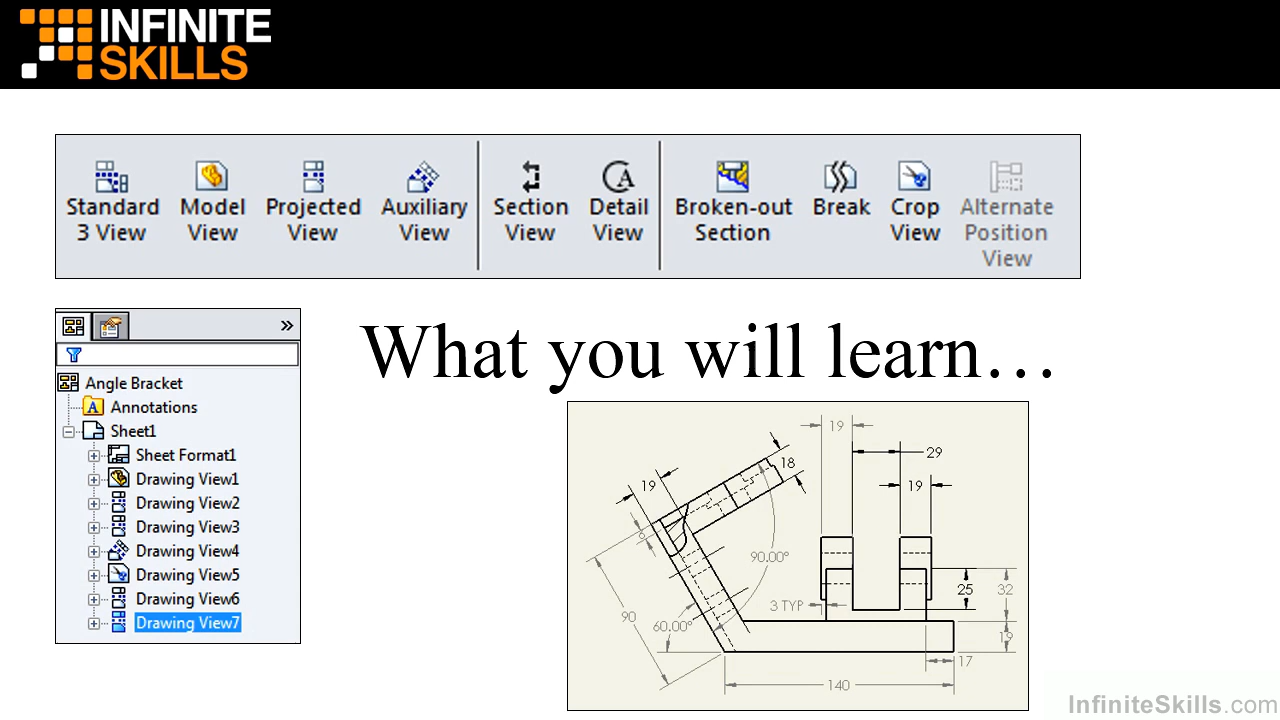 INFINITE
SKILLS
Standard 3 View
Model View
Projected View
Auxiliary View
Section View
Detail View
Broken-out Section
Break
Crop View
Alternate Position View
»
Angle Bracket
A Annotations
Sheet1
Sheet Format1
Drawing View1
Drawing View2
Drawing View3
Drawing View4
Drawing View5
Drawing View6
Drawing View7
What you will learn…
19
29
18
19
19
90.00°
25
32
3 TYP
90
60.00°
19
17
140
InfiniteSkills.com